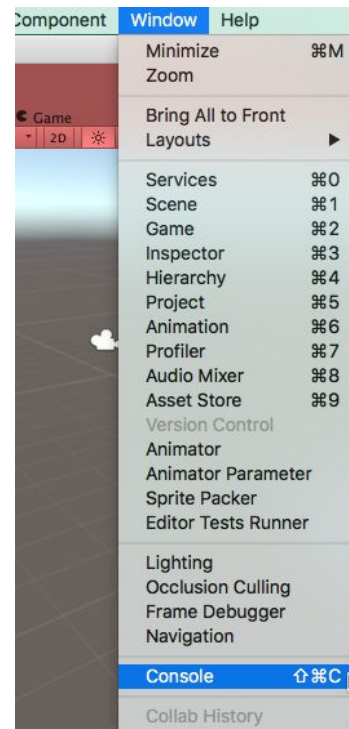 Component Window Help
Minimize ⌘M
Zoom
Game
Bring All to Front
2D
Layouts ▶
Services ⌘0
Scene ⌘1
Game ⌘2
Inspector ⌘3
Hierarchy ⌘4
Project ⌘5
Animation ⌘6
Profiler ⌘7
Audio Mixer ⌘8
Asset Store ⌘9
Version Control
Animator
Animator Parameter
Sprite Packer
Editor Tests Runner
Lighting
Occlusion Culling
Frame Debugger
Navigation
Console ⇧⌘C
Collab History